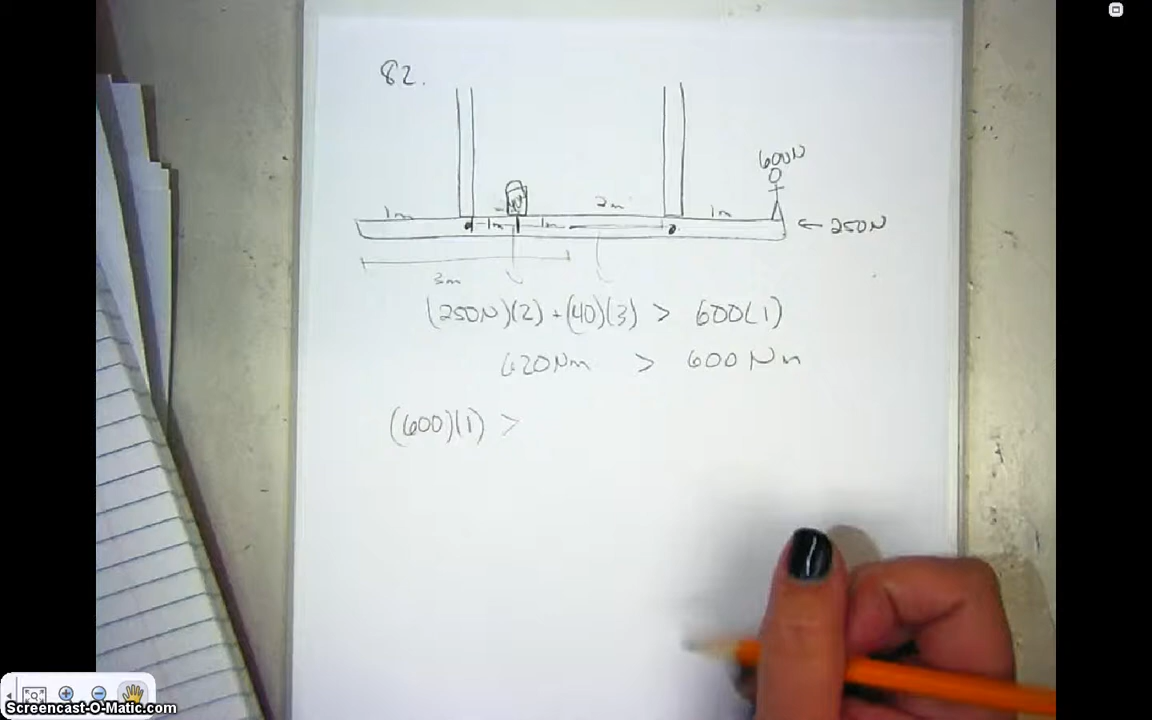 82.
600N
1m
2m
1m
1m
1m
← 250N
3m
(250N)(2) + (40)(3) > 600(1)
620Nm > 600Nm
(600)(1) >
Screencast-O-Matic.com